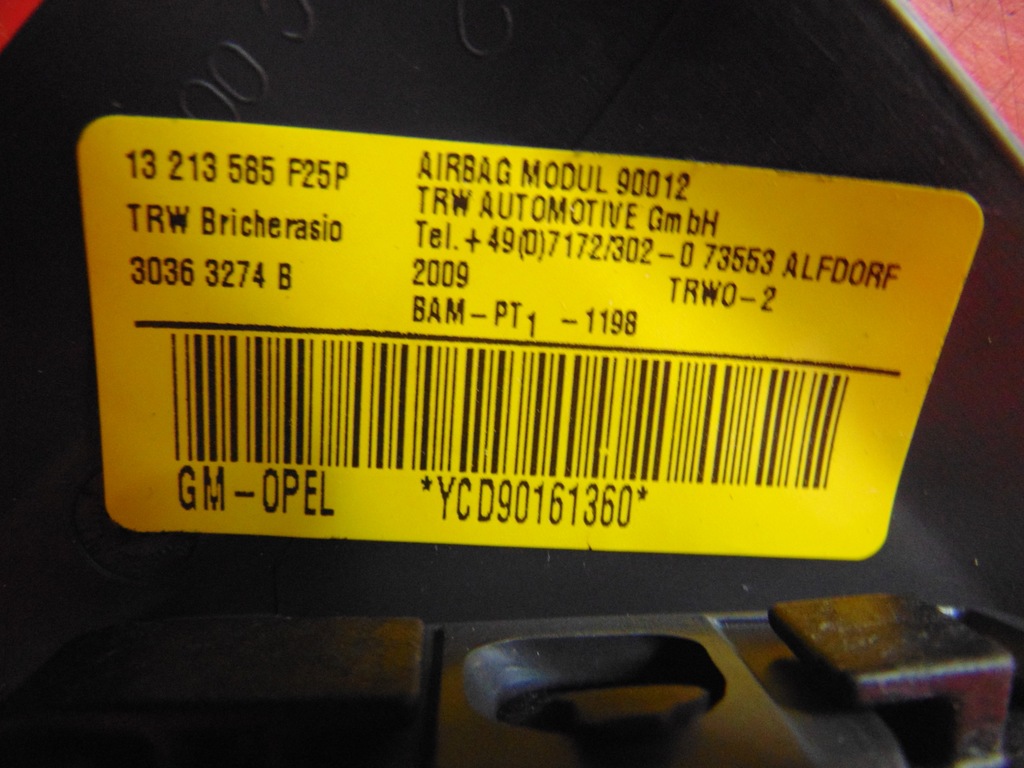 13 213 585 F25P
TRW Bricherasio
3036 3274 B
AIRBAG MODUL 90012
TRW AUTOMOTIVE GmbH
Tel. + 49(0)7172/302-0 73553 ALFDORF
2009 TRWO-2
BAM-PT1 -1198
GM-OPEL *YCD90161360*